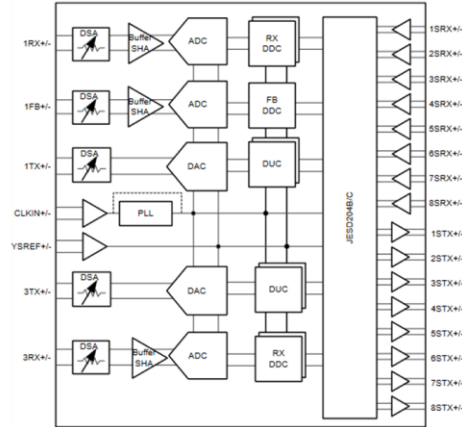 1RX+/- DSA Buffer SHA ADC RX DDC
1FB+/- DSA Buffer SHA ADC FB DDC
1TX+/- DSA DAC DUC
CLKIN+/- PLL
YSREF+/-
3TX+/- DSA DAC DUC
3RX+/- DSA Buffer SHA ADC RX DDC
JESD204B/C
1SRX+/-
2SRX+/-
3SRX+/-
4SRX+/-
5SRX+/-
6SRX+/-
7SRX+/-
8SRX+/-
1STX+/-
2STX+/-
3STX+/-
4STX+/-
5STX+/-
6STX+/-
7STX+/-
8STX+/-